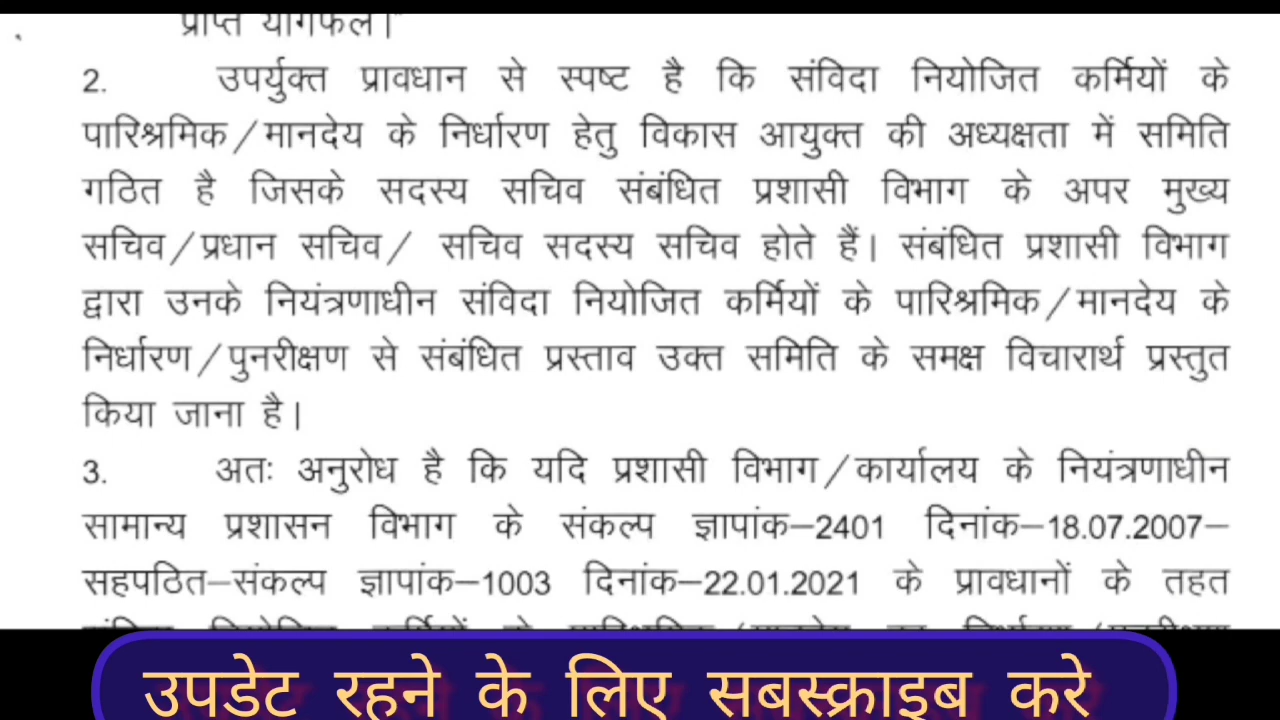 प्राप्त योगफल।"
2. उपर्युक्त प्रावधान से स्पष्ट है कि संविदा नियोजित कर्मियों के
पारिश्रमिक/मानदेय के निर्धारण हेतु विकास आयुक्त की अध्यक्षता में समिति
गठित है जिसके सदस्य सचिव संबंधित प्रशासी विभाग के अपर मुख्य
सचिव/प्रधान सचिव/ सचिव सदस्य सचिव होते हैं। संबंधित प्रशासी विभाग
द्वारा उनके नियंत्रणाधीन संविदा नियोजित कर्मियों के पारिश्रमिक/मानदेय के
निर्धारण/पुनरीक्षण से संबंधित प्रस्ताव उक्त समिति के समक्ष विचारार्थ प्रस्तुत
किया जाना है।
3. अतः अनुरोध है कि यदि प्रशासी विभाग/कार्यालय के नियंत्रणाधीन
सामान्य प्रशासन विभाग के संकल्प ज्ञापांक–2401 दिनांक–18.07.2007–
सहपठित–संकल्प ज्ञापांक–1003 दिनांक–22.01.2021 के प्रावधानों के तहत
उपडेट रहने के लिए सबस्क्राइब करे